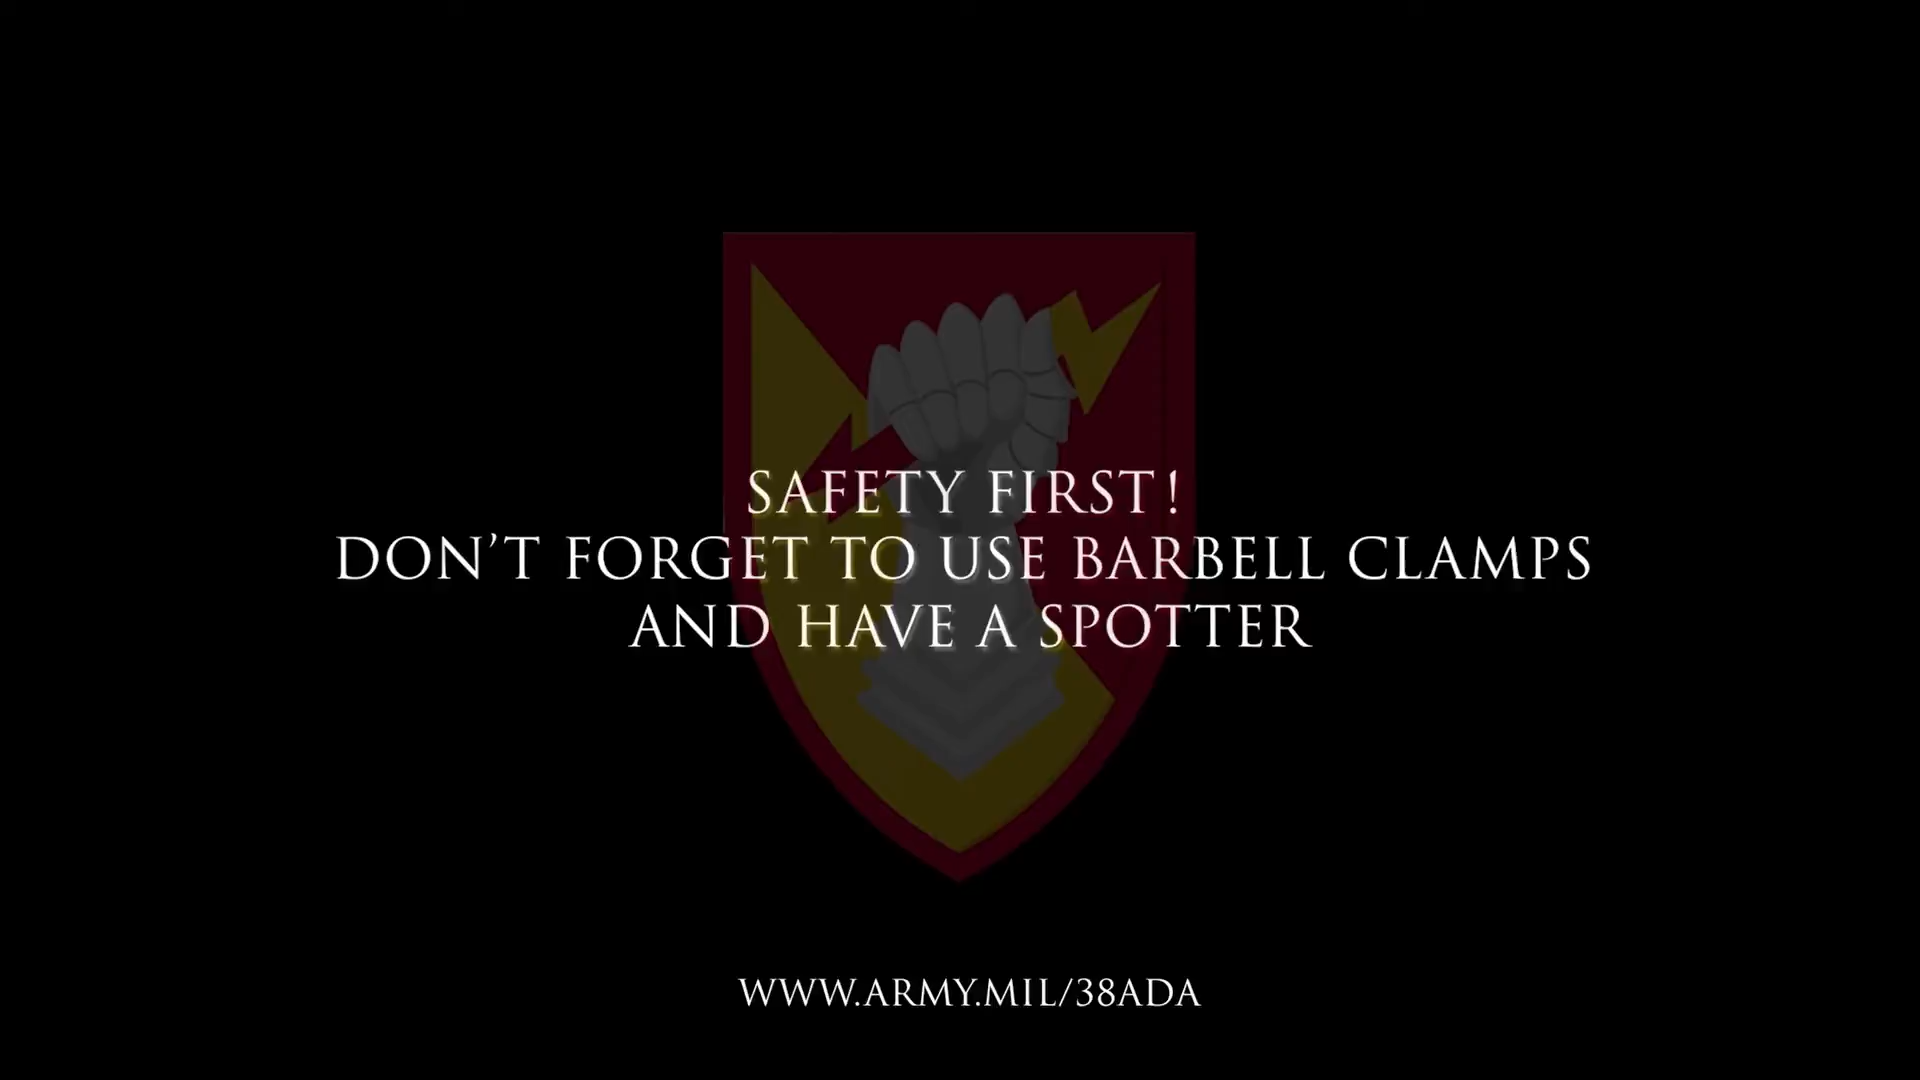 SAFETY FIRST!
DON'T FORGET TO USE BARBELL CLAMPS
AND HAVE A SPOTTER
WWW.ARMY.MIL/38ADA